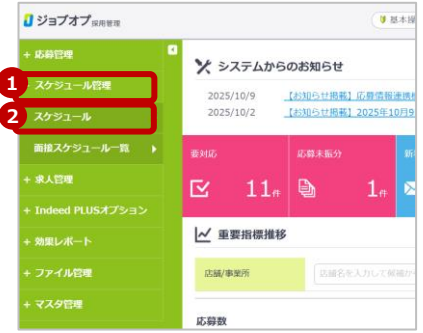 ジョブオプ 採用管理
基本操
+ 応募管理
システムからのお知らせ
1
スケジュール管理
2025/10/9 【お知らせ掲載】応募情報連携
2
スケジュール
2025/10/2 【お知らせ掲載】2025年10月9
面接スケジュール一覧
要対応 応募未振分 新
+ 求人管理
11件 1件
+ Indeed PLUSオプション
重要指標推移
+ 効果レポート
+ ファイル管理
店舗/事業所 店舗名を入力して候補か
+ マスタ管理
応募数